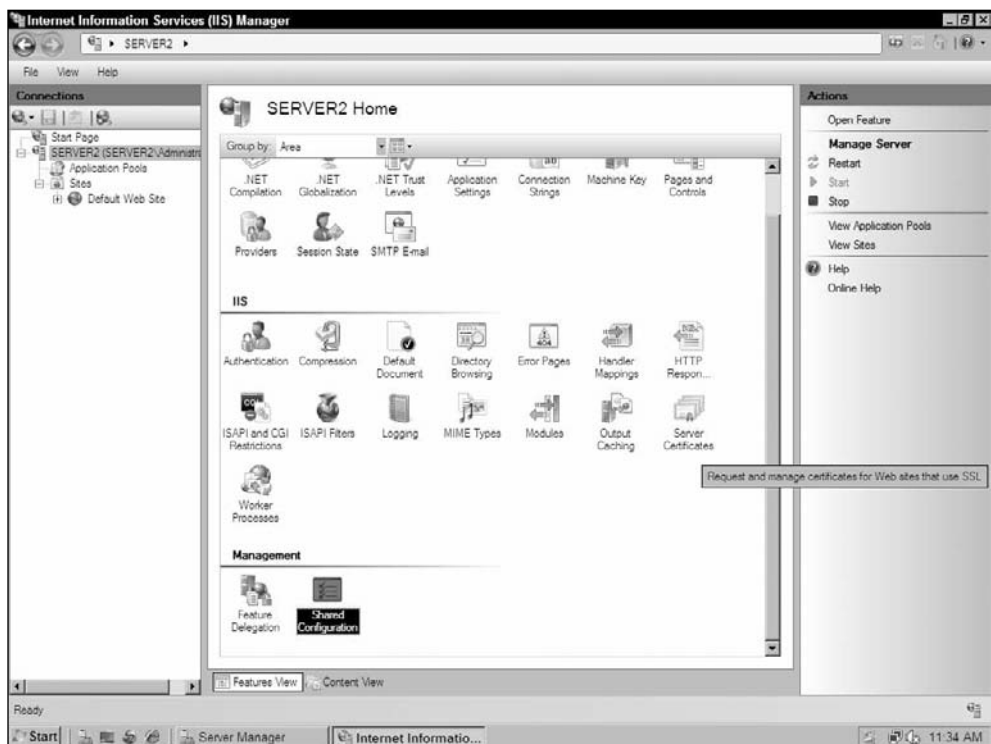 Internet Information Services (IIS) Manager
SERVER2
File View Help
Connections
Start Page
SERVER2 (SERVER2\Administr
Application Pools
Sites
Default Web Site
SERVER2 Home
Group by: Area
.NET Compilation
.NET Globalization
.NET Trust Levels
Application Settings
Connection Strings
Machine Key
Pages and Controls
Providers
Session State
SMTP E-mail
IIS
Authentication
Compression
Default Document
Directory Browsing
Error Pages
Handler Mappings
HTTP Respon...
ISAPI and CGI Restrictions
ISAPI Filters
Logging
MIME Types
Modules
Output Caching
Server Certificates
Request and manage certificates for Web sites that use SSL
Worker Processes
Management
Feature Delegation
Shared Configuration
Features View
Content View
Actions
Open Feature
Manage Server
Restart
Start
Stop
View Application Pools
View Sites
Help
Online Help
Ready
Start
Server Manager
Internet Informatio...
11:34 AM